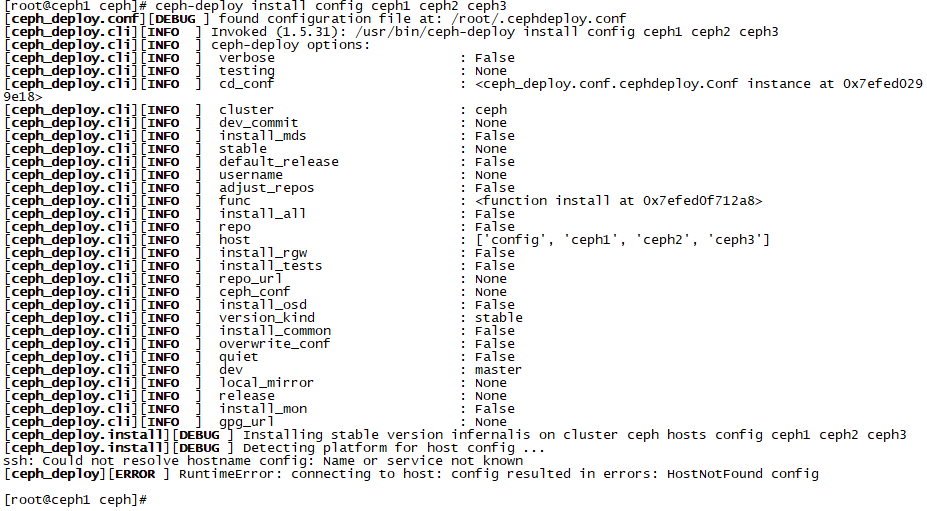 [root@ceph1 ceph]# ceph-deploy install config ceph1 ceph2 ceph3
[ceph_deploy.conf][DEBUG ] found configuration file at: /root/.cephdeploy.conf
[ceph_deploy.cli][INFO  ] Invoked (1.5.31): /usr/bin/ceph-deploy install config ceph1 ceph2 ceph3
[ceph_deploy.cli][INFO  ] ceph-deploy options:
[ceph_deploy.cli][INFO  ]  verbose                       : False
[ceph_deploy.cli][INFO  ]  testing                       : None
[ceph_deploy.cli][INFO  ]  cd_conf                       : <ceph_deploy.conf.cephdeploy.Conf instance at 0x7efed029
9e18>
[ceph_deploy.cli][INFO  ]  cluster                       : ceph
[ceph_deploy.cli][INFO  ]  dev_commit                    : None
[ceph_deploy.cli][INFO  ]  install_mds                   : False
[ceph_deploy.cli][INFO  ]  stable                        : None
[ceph_deploy.cli][INFO  ]  default_release               : False
[ceph_deploy.cli][INFO  ]  username                      : None
[ceph_deploy.cli][INFO  ]  adjust_repos                  : False
[ceph_deploy.cli][INFO  ]  func                          : <function install at 0x7efed0f712a8>
[ceph_deploy.cli][INFO  ]  install_all                   : False
[ceph_deploy.cli][INFO  ]  repo                          : False
[ceph_deploy.cli][INFO  ]  host                          : ['config', 'ceph1', 'ceph2', 'ceph3']
[ceph_deploy.cli][INFO  ]  install_rgw                   : False
[ceph_deploy.cli][INFO  ]  install_tests                 : False
[ceph_deploy.cli][INFO  ]  repo_url                      : None
[ceph_deploy.cli][INFO  ]  ceph_conf                     : None
[ceph_deploy.cli][INFO  ]  install_osd                   : False
[ceph_deploy.cli][INFO  ]  version_kind                  : stable
[ceph_deploy.cli][INFO  ]  install_common                : False
[ceph_deploy.cli][INFO  ]  overwrite_conf                : False
[ceph_deploy.cli][INFO  ]  quiet                         : False
[ceph_deploy.cli][INFO  ]  dev                           : master
[ceph_deploy.cli][INFO  ]  local_mirror                  : None
[ceph_deploy.cli][INFO  ]  release                       : None
[ceph_deploy.cli][INFO  ]  install_mon                   : False
[ceph_deploy.cli][INFO  ]  gpg_url                       : None
[ceph_deploy.install][DEBUG ] Installing stable version infernalis on cluster ceph hosts config ceph1 ceph2 ceph3
[ceph_deploy.install][DEBUG ] Detecting platform for host config ...
ssh: Could not resolve hostname config: Name or service not known
[ceph_deploy][ERROR ] RuntimeError: connecting to host: config resulted in errors: HostNotFound config
[root@ceph1 ceph]#